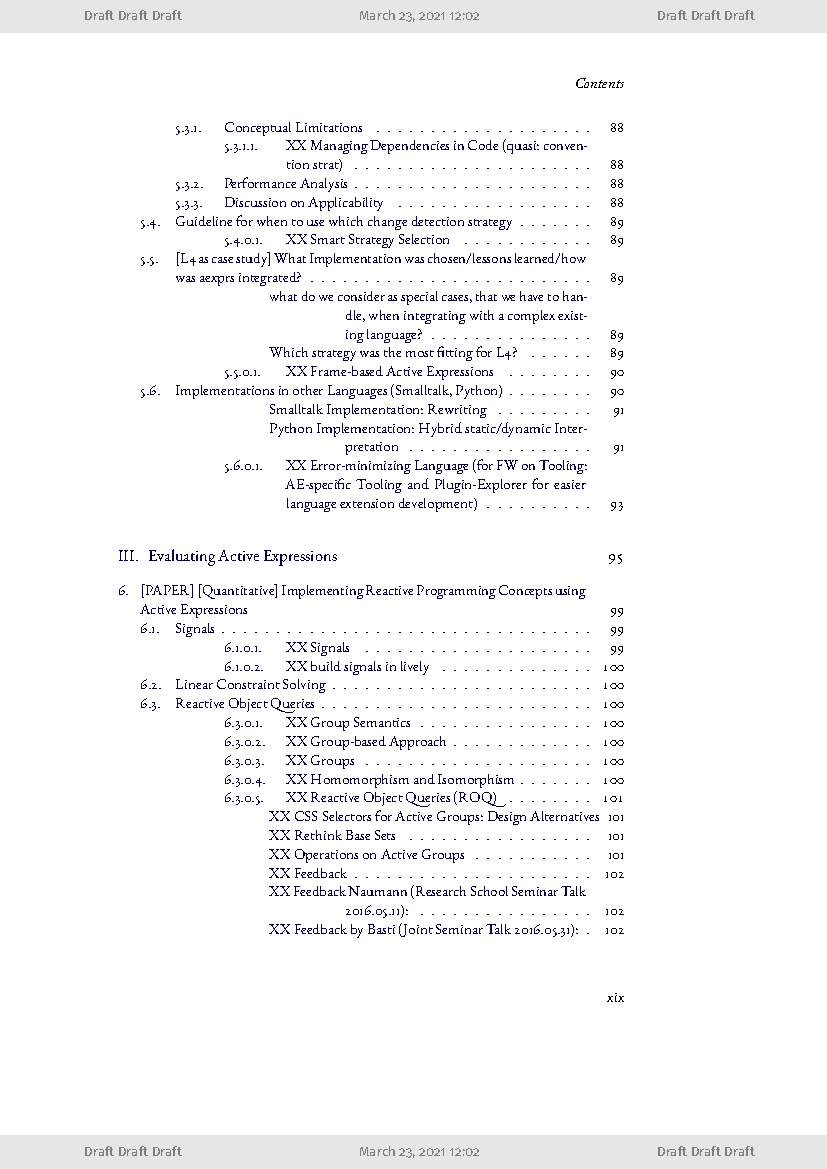 Draft Draft Draft March 23, 2021 12:02 Draft Draft Draft
Contents
5.3.1. Conceptual Limitations . . . . . . . . . . . . . . . . . . . . 88
5.3.1.1. XX Managing Dependencies in Code (quasi: conven-
tion strat) . . . . . . . . . . . . . . . . . . . . . . 88
5.3.2. Performance Analysis . . . . . . . . . . . . . . . . . . . . . . 88
5.3.3. Discussion on Applicability . . . . . . . . . . . . . . . . . . 88
5.4. Guideline for when to use which change detection strategy . . . . . . . 89
5.4.0.1. XX Smart Strategy Selection . . . . . . . . . . . . 89
5.5. [L4 as case study] What Implementation was chosen/lessons learned/how
was aexprs integrated? . . . . . . . . . . . . . . . . . . . . . . . . . . 89
what do we consider as special cases, that we have to han-
dle, when integrating with a complex exist-
ing language? . . . . . . . . . . . . . . . 89
Which strategy was the most fitting for L4? . . . . . . 89
5.5.0.1. XX Frame-based Active Expressions . . . . . . . . 90
5.6. Implementations in other Languages (Smalltalk, Python) . . . . . . . . 90
Smalltalk Implementation: Rewriting . . . . . . . . . 91
Python Implementation: Hybrid static/dynamic Inter-
pretation . . . . . . . . . . . . . . . . . 91
5.6.0.1. XX Error-minimizing Language (for FW on Tooling:
AE-specific Tooling and Plugin-Explorer for easier
language extension development) . . . . . . . . . . 93
III. Evaluating Active Expressions 95
6. [PAPER] [Quantitative] Implementing Reactive Programming Concepts using
Active Expressions 99
6.1. Signals . . . . . . . . . . . . . . . . . . . . . . . . . . . . . . . . . . . 99
6.1.0.1. XX Signals . . . . . . . . . . . . . . . . . . . . . 99
6.1.0.2. XX build signals in lively . . . . . . . . . . . . . . 100
6.2. Linear Constraint Solving . . . . . . . . . . . . . . . . . . . . . . . . 100
6.3. Reactive Object Queries . . . . . . . . . . . . . . . . . . . . . . . . . 100
6.3.0.1. XX Group Semantics . . . . . . . . . . . . . . . . 100
6.3.0.2. XX Group-based Approach . . . . . . . . . . . . . 100
6.3.0.3. XX Groups . . . . . . . . . . . . . . . . . . . . . 100
6.3.0.4. XX Homomorphism and Isomorphism . . . . . . . 100
6.3.0.5. XX Reactive Object Queries (ROQ) . . . . . . . . 101
XX CSS Selectors for Active Groups: Design Alternatives 101
XX Rethink Base Sets . . . . . . . . . . . . . . . . . 101
XX Operations on Active Groups . . . . . . . . . . . 101
XX Feedback . . . . . . . . . . . . . . . . . . . . . . 102
XX Feedback Naumann (Research School Seminar Talk
2016.05.11): . . . . . . . . . . . . . . . . 102
XX Feedback by Basti (Joint Seminar Talk 2016.05.31): . 102
xix
Draft Draft Draft March 23, 2021 12:02 Draft Draft Draft